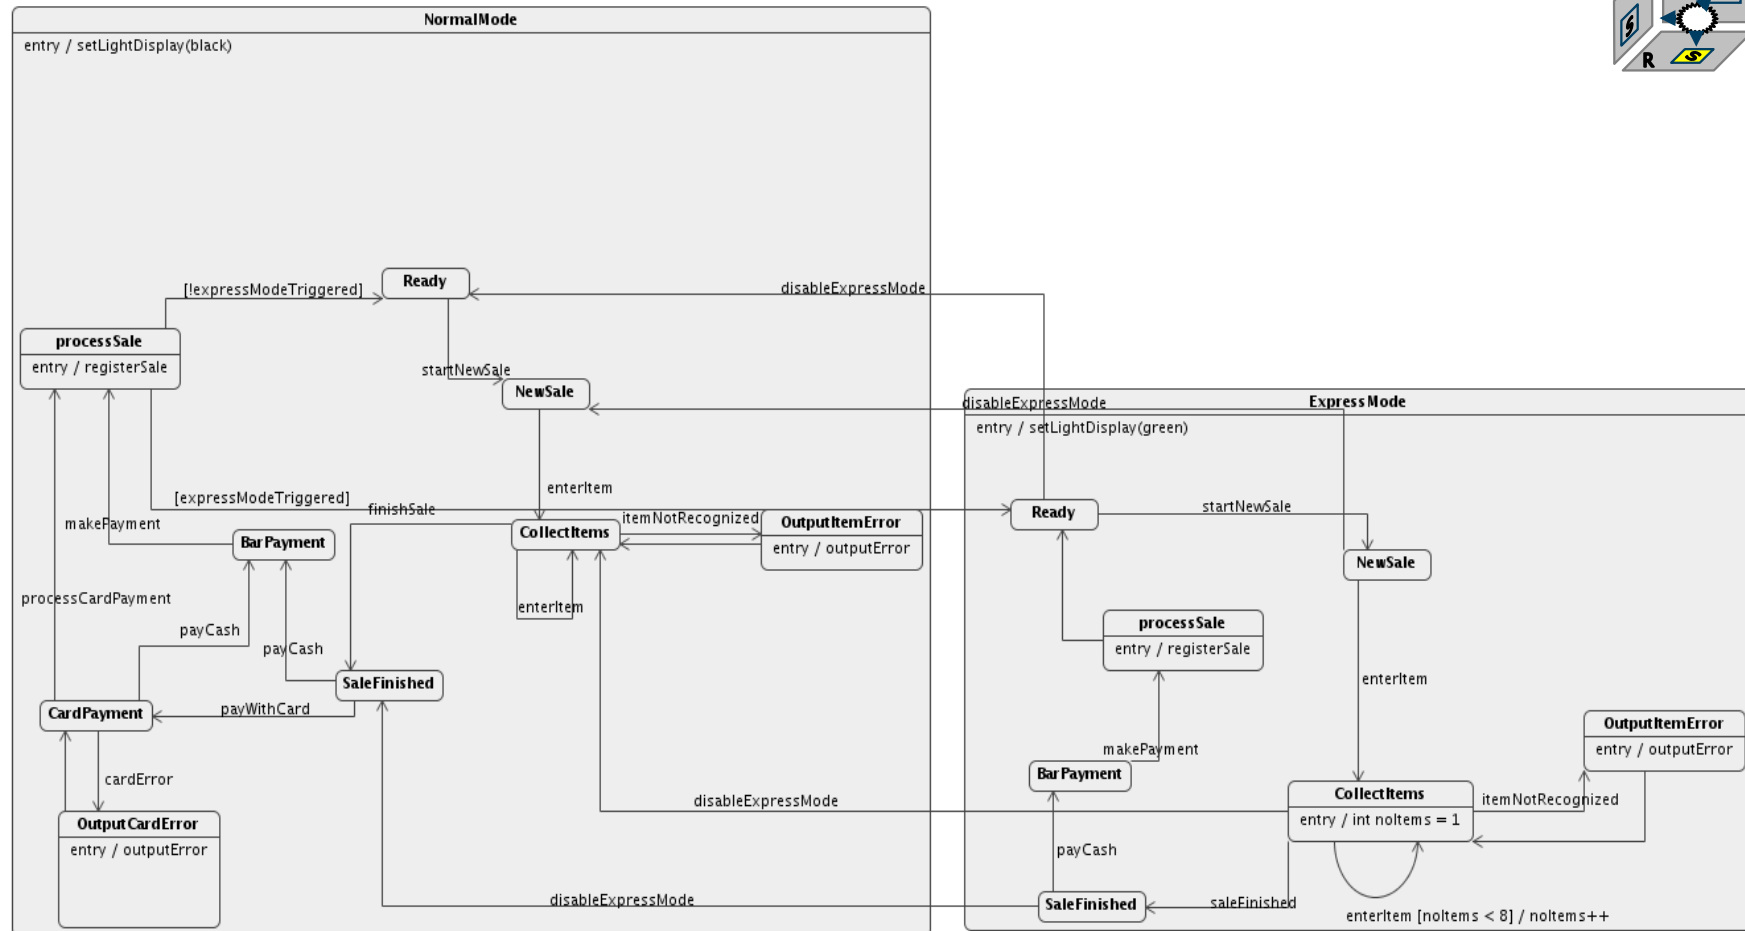 NormalMode
entry / setLightDisplay(black)
S
R
S
Ready
[!expressModeTriggered]
disableExpressMode
processSale
entry / registerSale
startNewSale
NewSale
disableExpressMode
ExpressMode
entry / setLightDisplay(green)
enterItem
[expressModeTriggered]
finishSale
itemNotRecognized
OutputItemError
entry / outputError
CollectItems
makePayment
BarPayment
Ready
startNewSale
NewSale
processCardPayment
enterItem
payCash
payCash
processSale
entry / registerSale
SaleFinished
enterItem
CardPayment
payWithCard
OutputItemError
entry / outputError
makePayment
BarPayment
cardError
CollectItems
entry / int noItems = 1
itemNotRecognized
disableExpressMode
OutputCardError
entry / outputError
payCash
disableExpressMode
SaleFinished
saleFinished
enterItem [noItems < 8] / noItems++